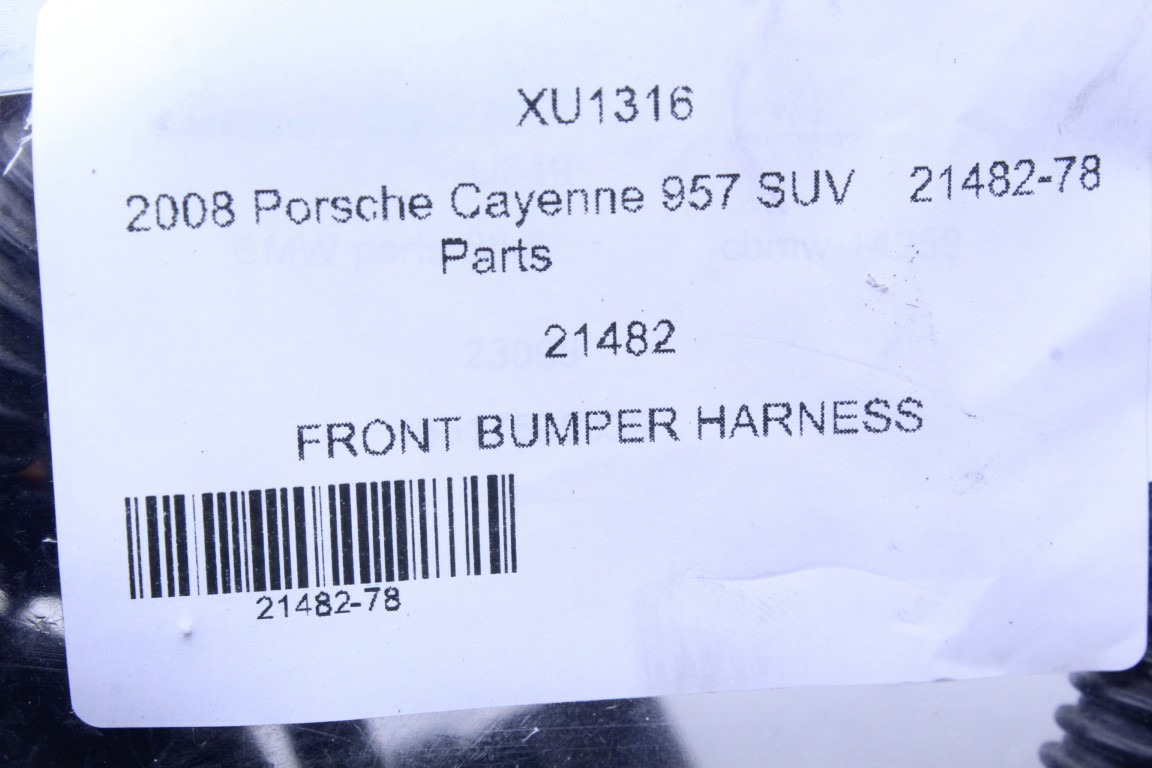 XU1316
2008 Porsche Cayenne 957 SUV 21482-78
Parts
21482
FRONT BUMPER HARNESS
21482-78